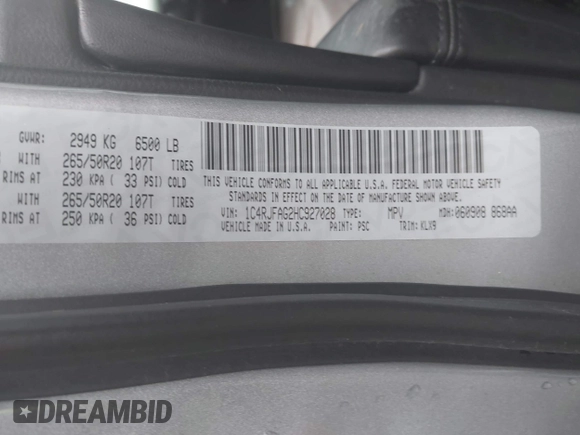 GVWR: 2949 KG 6500 LB
WITH 265/50R20 107T TIRES
RIMS AT 230 KPA ( 33 PSI) COLD
WITH 265/50R20 107T TIRES
RIMS AT 250 KPA ( 36 PSI) COLD
THIS VEHICLE CONFORMS TO ALL APPLICABLE U.S.A. FEDERAL MOTOR VEHICLE SAFETY
STANDARDS IN EFFECT ON THE DATE OF MANUFACTURE SHOWN ABOVE.
VIN: 1C4RJFAG2HC927028 TYPE: MPV MDH: 060908 868AA
VEHICLE MADE IN U.S.A. PAINT: PSC TRIM: KLX9
DREAMBID